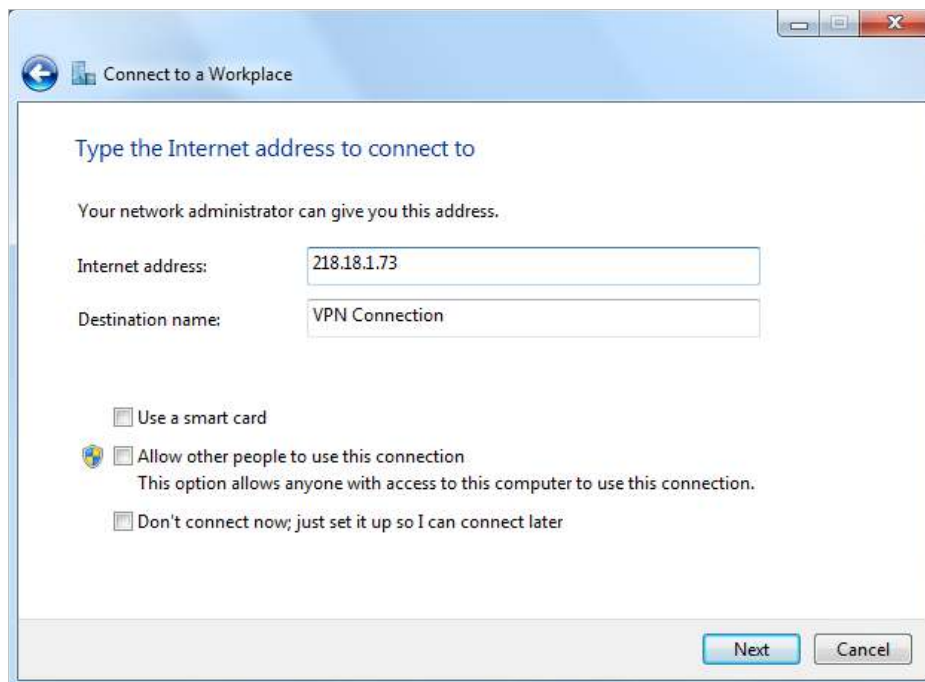 Connect to a Workplace
Type the Internet address to connect to
Your network administrator can give you this address.
Internet address: 218.18.1.73
Destination name: VPN Connection
Use a smart card
Allow other people to use this connection
This option allows anyone with access to this computer to use this connection.
Don't connect now; just set it up so I can connect later
Next Cancel